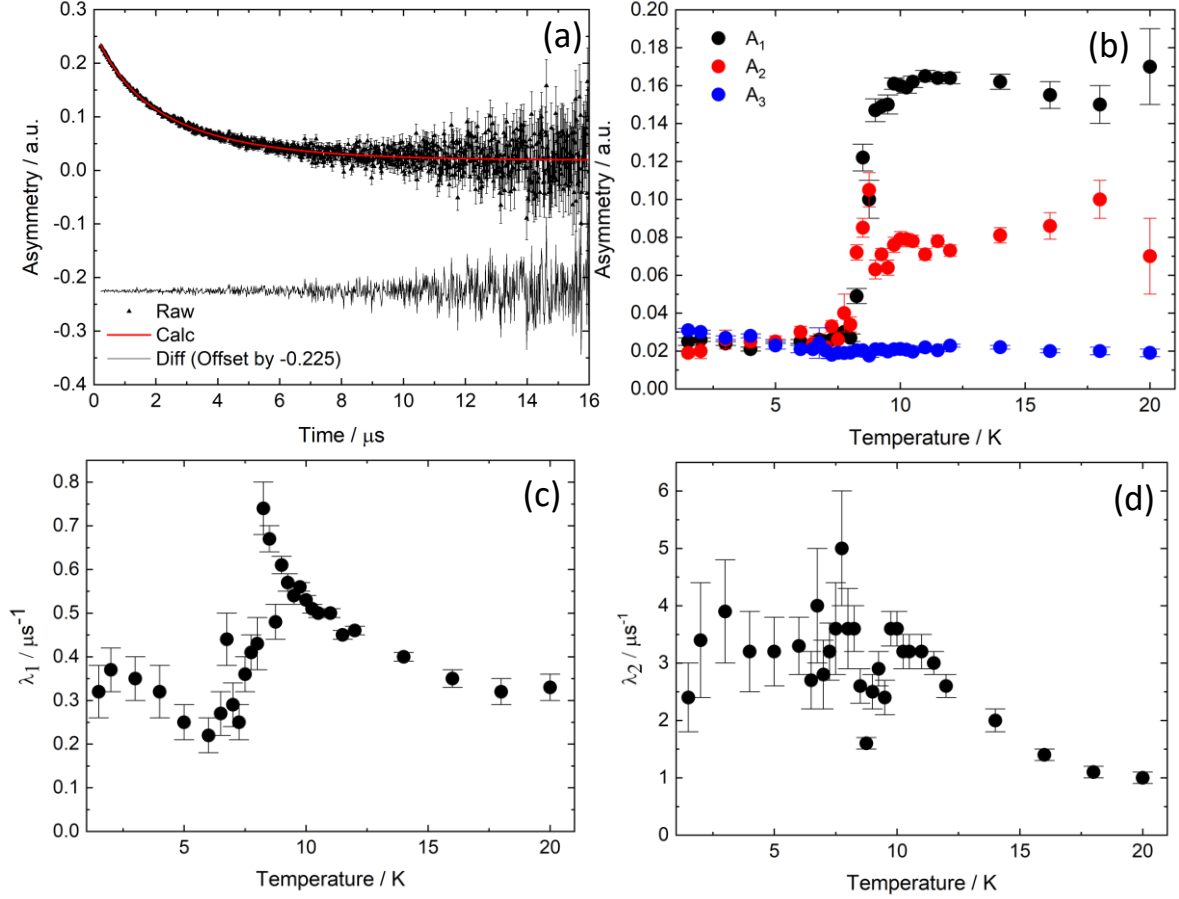 (a)
0.3
0.2
0.1
0.0
-0.1
-0.2
-0.3
-0.4
Asymmetry / a.u.
Raw
Calc
Diff (Offset by -0.225)
0 2 4 6 8 10 12 14 16
Time / μs
(b)
A₁
A₂
A₃
0.20
0.18
0.16
0.14
0.12
0.10
0.08
0.06
0.04
0.02
0.00
Asymmetry / a.u.
5 10 15 20
Temperature / K
(c)
0.8
0.7
0.6
0.5
0.4
0.3
0.2
0.1
0.0
λ₁ / μs⁻¹
5 10 15 20
Temperature / K
(d)
6
5
4
3
2
1
0
λ₂ / μs⁻¹
5 10 15 20
Temperature / K